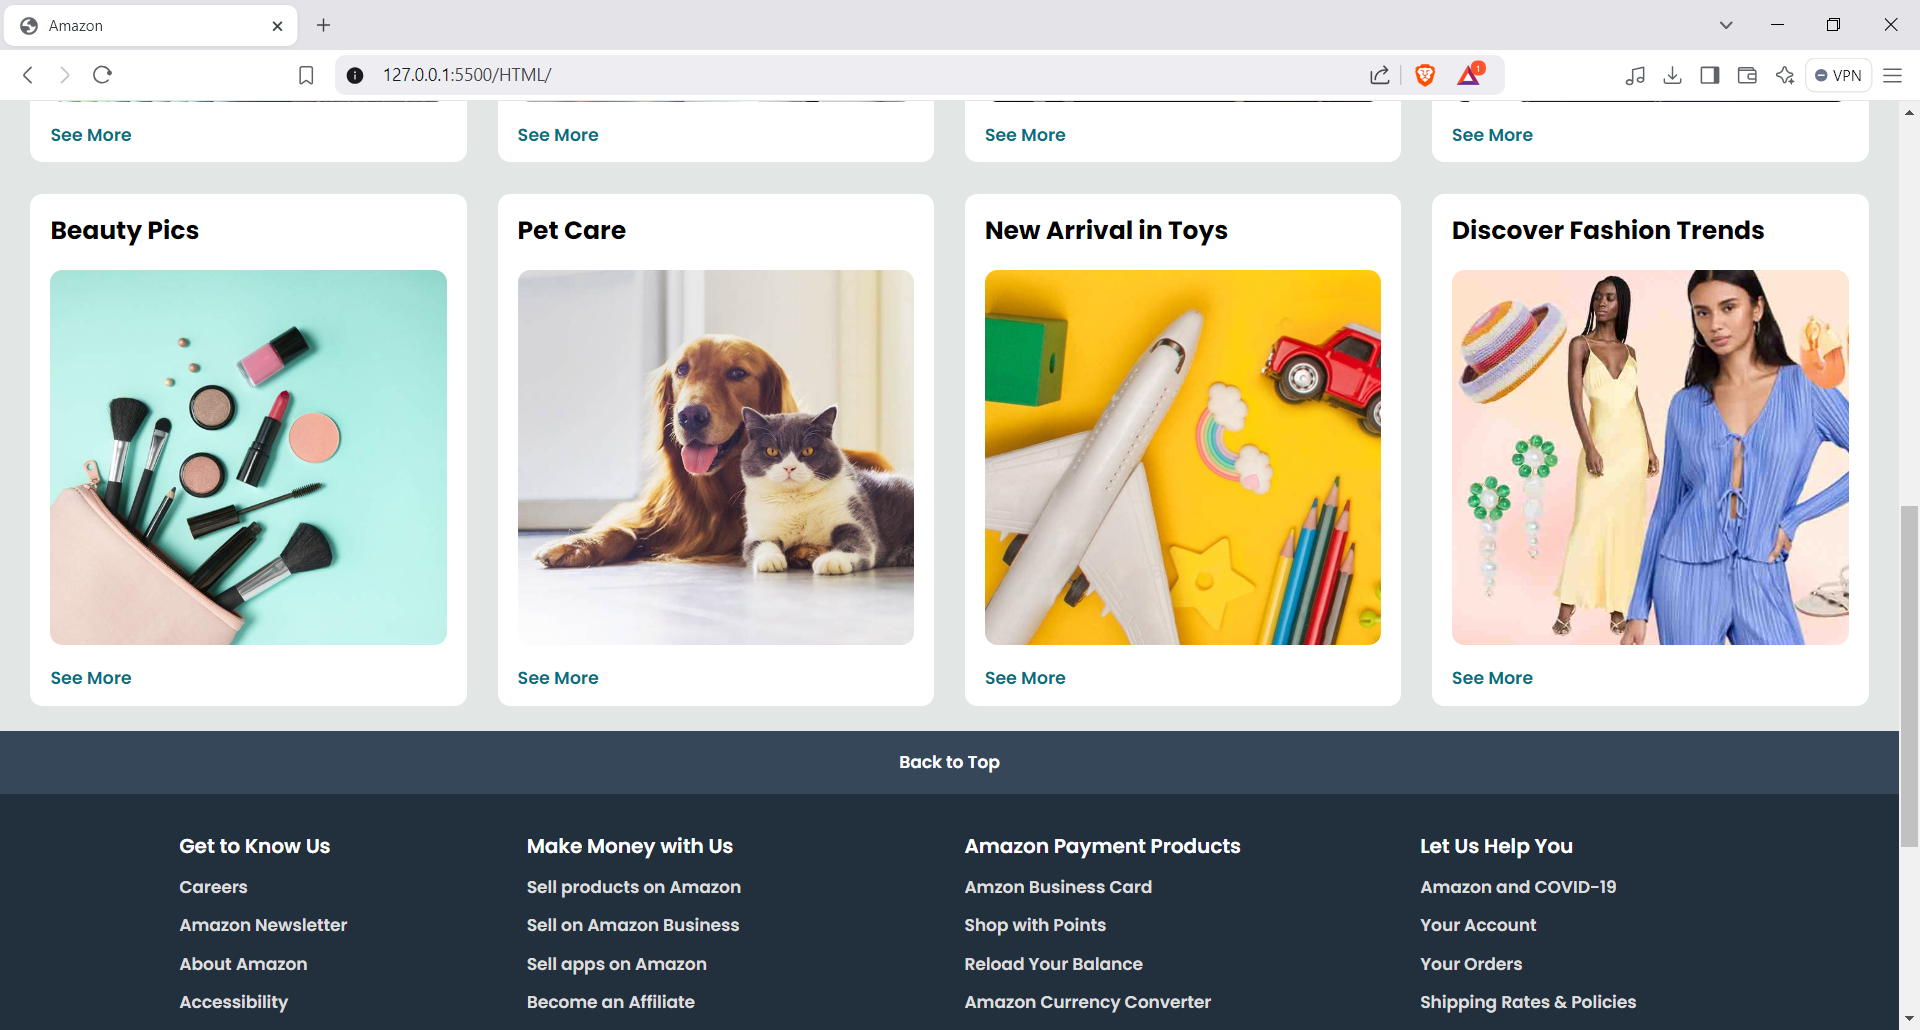 Amazon
127.0.0.1:5500/HTML/
1
VPN
See More
See More
See More
See More
Beauty Pics
Pet Care
New Arrival in Toys
Discover Fashion Trends
See More
See More
See More
See More
Back to Top
Get to Know Us
Make Money with Us
Amazon Payment Products
Let Us Help You
Careers
Sell products on Amazon
Amzon Business Card
Amazon and COVID-19
Amazon Newsletter
Sell on Amazon Business
Shop with Points
Your Account
About Amazon
Sell apps on Amazon
Reload Your Balance
Your Orders
Accessibility
Become an Affiliate
Amazon Currency Converter
Shipping Rates & Policies